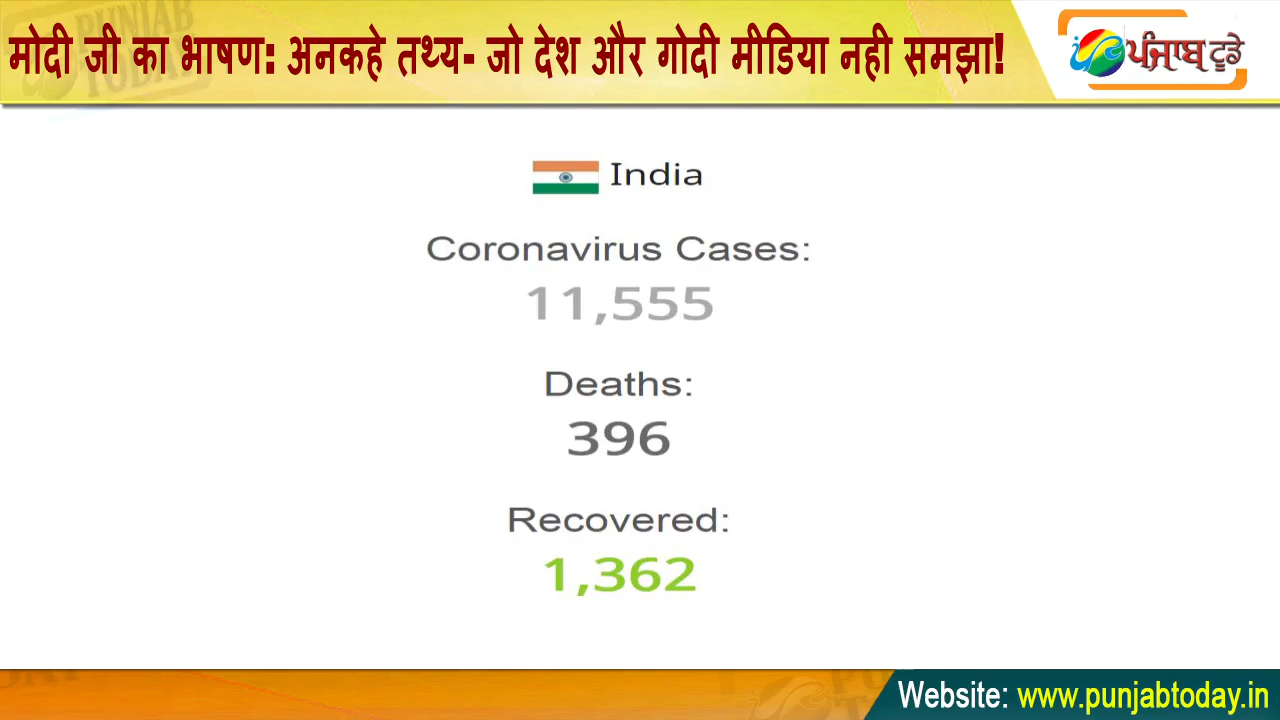 मोदी जी का भाषण: अनकहे तथ्य- जो देश और गोदी मीडिया नही समझा!
ਪੰਜਾਬ ਟੂਡੇ
India
Coronavirus Cases:
11,555
Deaths:
396
Recovered:
1,362
Website: www.punjabtoday.in